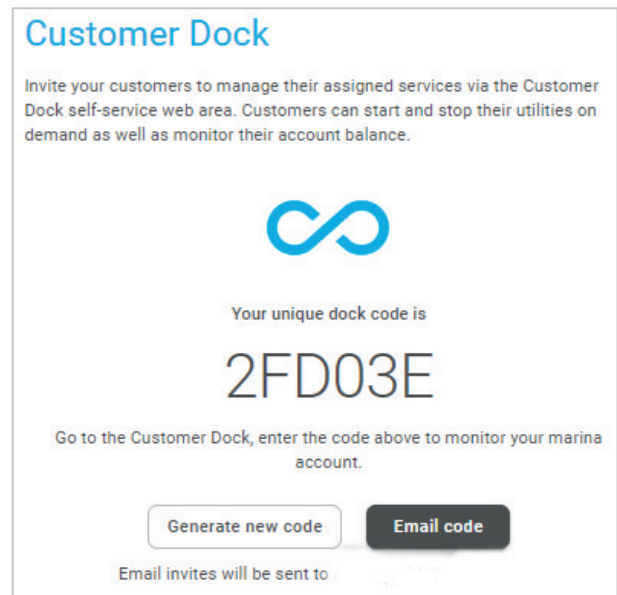 Customer Dock
Invite your customers to manage their assigned services via the Customer
Dock self-service web area. Customers can start and stop their utilities on
demand as well as monitor their account balance.
Your unique dock code is
2FD03E
Go to the Customer Dock, enter the code above to monitor your marina
account.
Generate new code
Email code
Email invites will be sent to